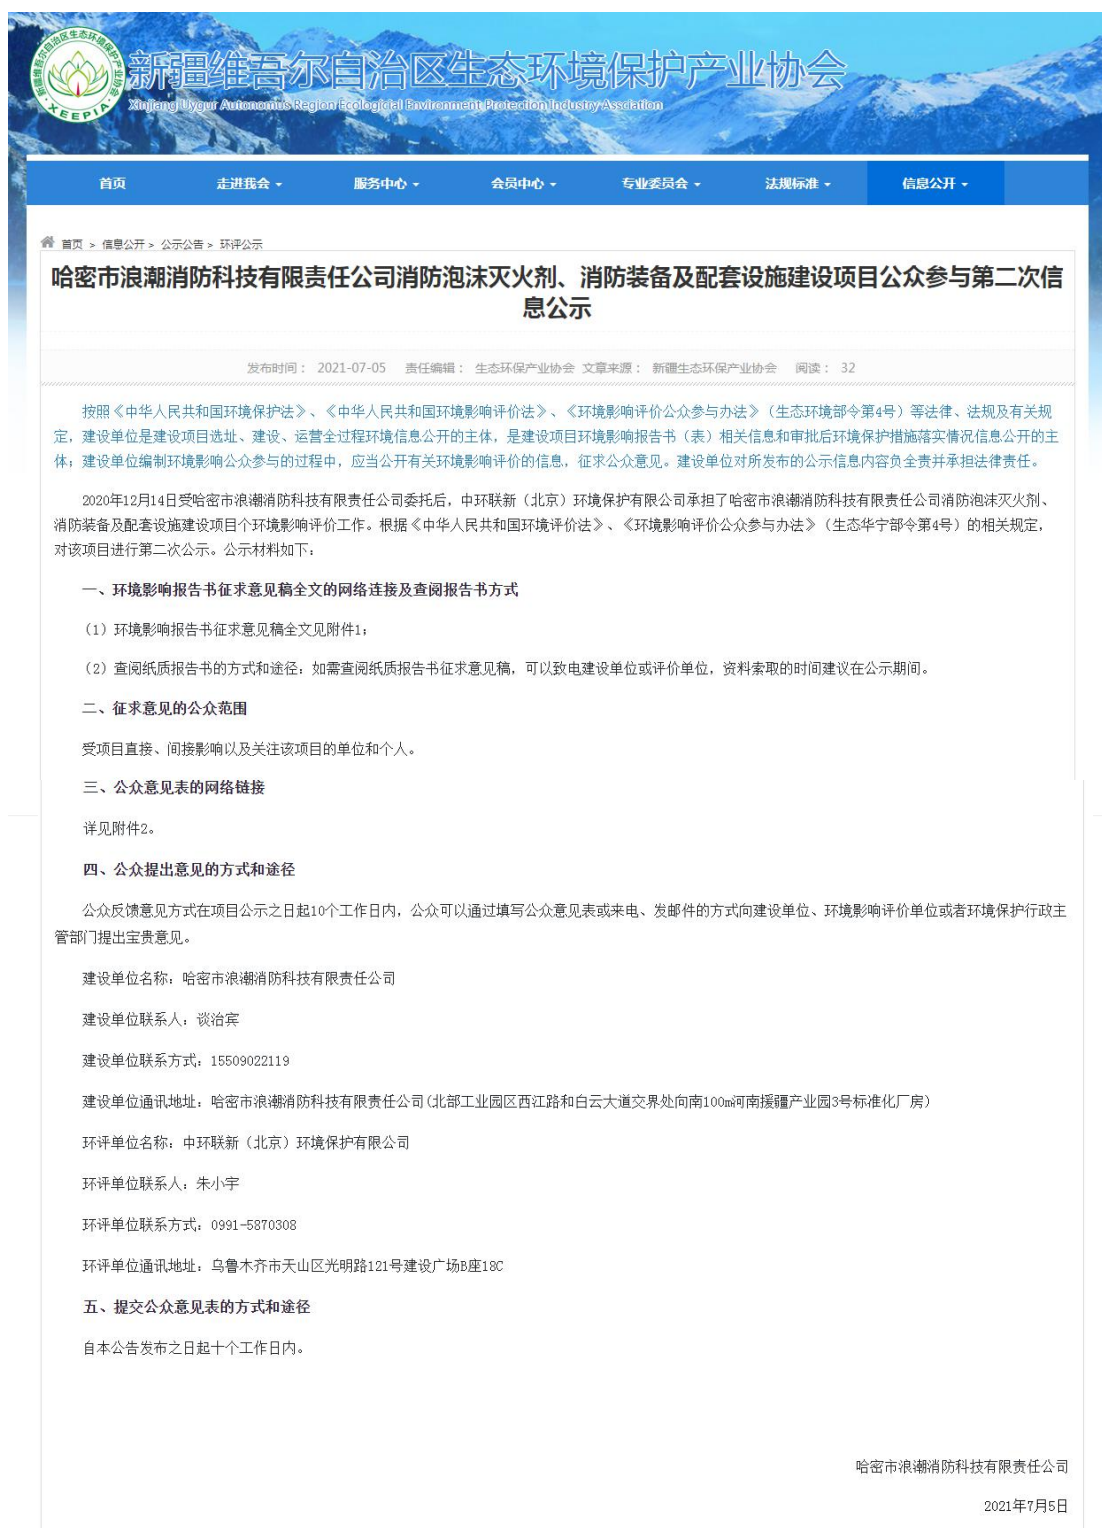 新疆维吾尔自治区生态环境保护产业协会
Xinjiang Uygur Autonomus Region Ecologicial Environment Protection Industry Assciation
XEEPIA
首页 走进我会 服务中心 会员中心 专业委员会 法规标准 信息公开
首页 > 信息公开 > 公示公告 > 环评公示
哈密市浪潮消防科技有限责任公司消防泡沫灭火剂、消防装备及配套设施建设项目公众参与第二次信
息公示
发布时间： 2021-07-05 责任编辑： 生态环保产业协会 文章来源： 新疆生态环保产业协会 阅读： 32
按照《中华人民共和国环境保护法》、《中华人民共和国环境影响评价法》、《环境影响评价公众参与办法》（生态环境部令第4号）等法律、法规及有关规
定，建设单位是建设项目选址、建设、运营全过程环境信息公开的主体，是建设项目环境影响报告书（表）相关信息和审批后环境保护措施落实情况信息公开的主
体；建设单位编制环境影响公众参与的过程中，应当公开有关环境影响评价的信息，征求公众意见。建设单位对所发布的公示信息内容负全责并承担法律责任。
2020年12月14日受哈密市浪潮消防科技有限责任公司委托后，中环联新（北京）环境保护有限公司承担了哈密市浪潮消防科技有限责任公司消防泡沫灭火剂、
消防装备及配套设施建设项目个环境影响评价工作。根据《中华人民共和国环境评价法》、《环境影响评价公众参与办法》（生态华宁部令第4号）的相关规定，
对该项目进行第二次公示。公示材料如下：
一、环境影响报告书征求意见稿全文的网络连接及查阅报告书方式
（1）环境影响报告书征求意见稿全文见附件1；
（2）查阅纸质报告书的方式和途径：如需查阅纸质报告书征求意见稿，可以致电建设单位或评价单位，资料索取的时间建议在公示期间。
二、征求意见的公众范围
受项目直接、间接影响以及关注该项目的单位和个人。
三、公众意见表的网络链接
详见附件2。
四、公众提出意见的方式和途径
公众反馈意见方式在项目公示之日起10个工作日内，公众可以通过填写公众意见表或来电、发邮件的方式向建设单位、环境影响评价单位或者环境保护行政主
管部门提出宝贵意见。
建设单位名称：哈密市浪潮消防科技有限责任公司
建设单位联系人：谈治宾
建设单位联系方式：15509022119
建设单位通讯地址：哈密市浪潮消防科技有限责任公司(北部工业园区西江路和白云大道交界处向南100m河南援疆产业园3号标准化厂房)
环评单位名称：中环联新（北京）环境保护有限公司
环评单位联系人：朱小宇
环评单位联系方式：0991-5870308
环评单位通讯地址：乌鲁木齐市天山区光明路121号建设广场B座18C
五、提交公众意见表的方式和途径
自本公告发布之日起十个工作日内。
哈密市浪潮消防科技有限责任公司
2021年7月5日